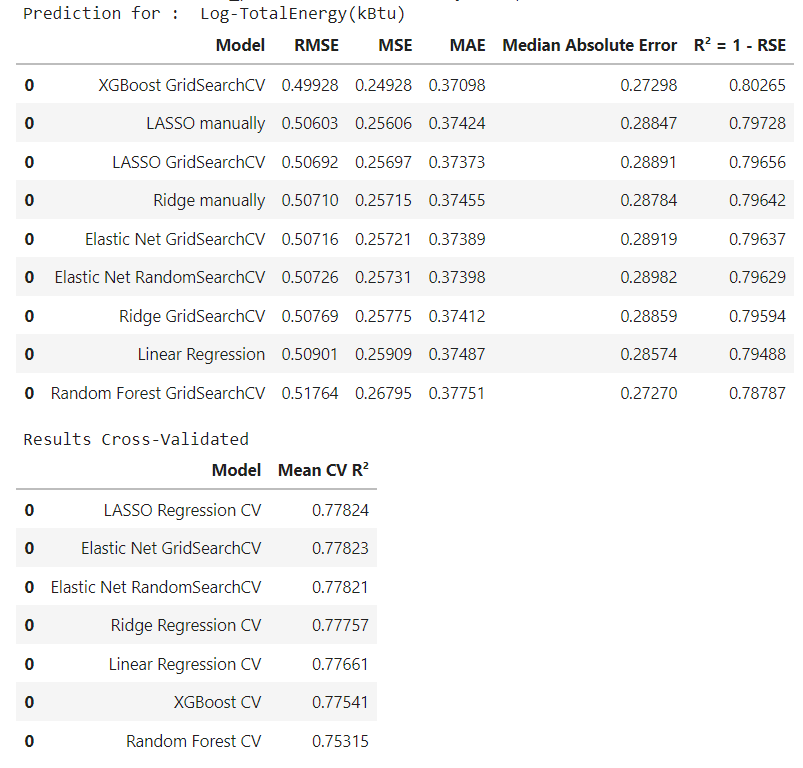 Prediction for :  Log-TotalEnergy(kBtu)
Model RMSE MSE MAE Median Absolute Error R² = 1 - RSE
0 XGBoost GridSearchCV 0.49928 0.24928 0.37098 0.27298 0.80265
0 LASSO manually 0.50603 0.25606 0.37424 0.28847 0.79728
0 LASSO GridSearchCV 0.50692 0.25697 0.37373 0.28891 0.79656
0 Ridge manually 0.50710 0.25715 0.37455 0.28784 0.79642
0 Elastic Net GridSearchCV 0.50716 0.25721 0.37389 0.28919 0.79637
0 Elastic Net RandomSearchCV 0.50726 0.25731 0.37398 0.28982 0.79629
0 Ridge GridSearchCV 0.50769 0.25775 0.37412 0.28859 0.79594
0 Linear Regression 0.50901 0.25909 0.37487 0.28574 0.79488
0 Random Forest GridSearchCV 0.51764 0.26795 0.37751 0.27270 0.78787
Results Cross-Validated
Model Mean CV R²
0 LASSO Regression CV 0.77824
0 Elastic Net GridSearchCV 0.77823
0 Elastic Net RandomSearchCV 0.77821
0 Ridge Regression CV 0.77757
0 Linear Regression CV 0.77661
0 XGBoost CV 0.77541
0 Random Forest CV 0.75315